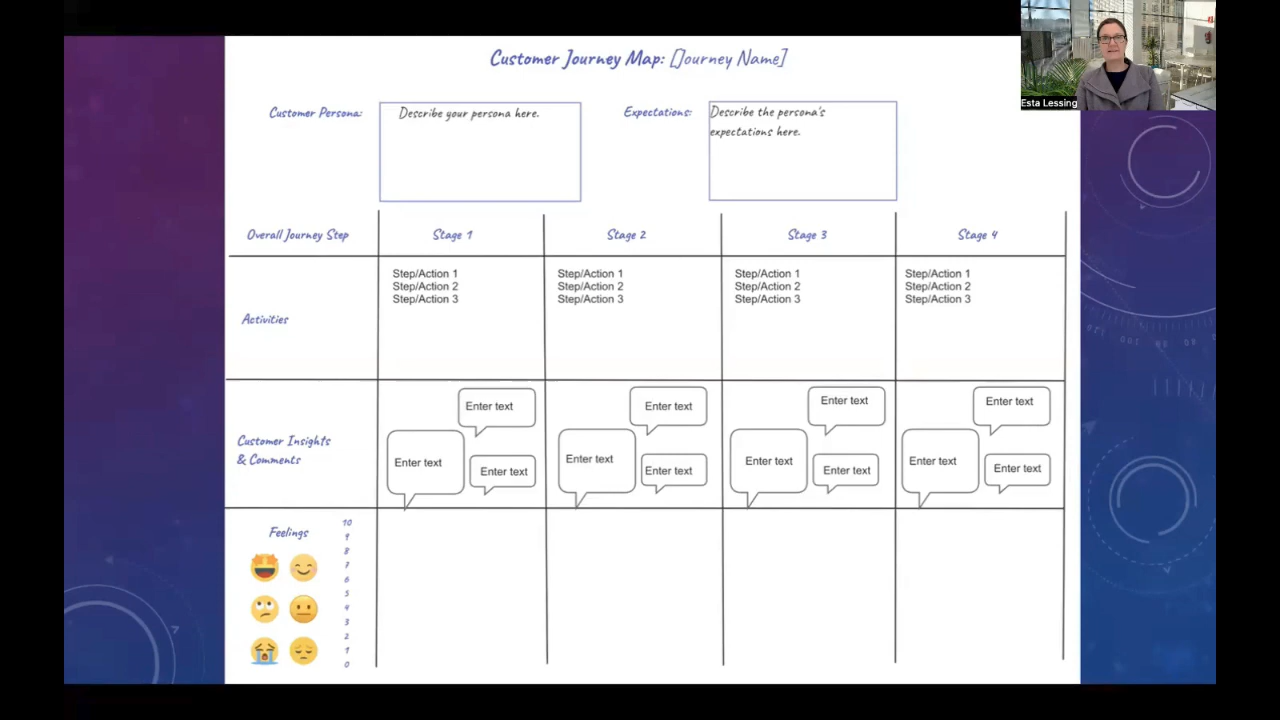 Customer Journey Map: [Journey Name]
Esta Lessing
Customer Persona:
Describe your persona here.
Expectations:
Describe the persona's
expectations here.
Overall Journey Step
Stage 1
Stage 2
Stage 3
Stage 4
Activities
Step/Action 1
Step/Action 2
Step/Action 3
Step/Action 1
Step/Action 2
Step/Action 3
Step/Action 1
Step/Action 2
Step/Action 3
Step/Action 1
Step/Action 2
Step/Action 3
Customer Insights
& Comments
Enter text
Enter text
Enter text
Enter text
Enter text
Enter text
Enter text
Enter text
Enter text
Enter text
Enter text
Enter text
Feelings
10
9
8
7
6
5
4
3
2
1
0